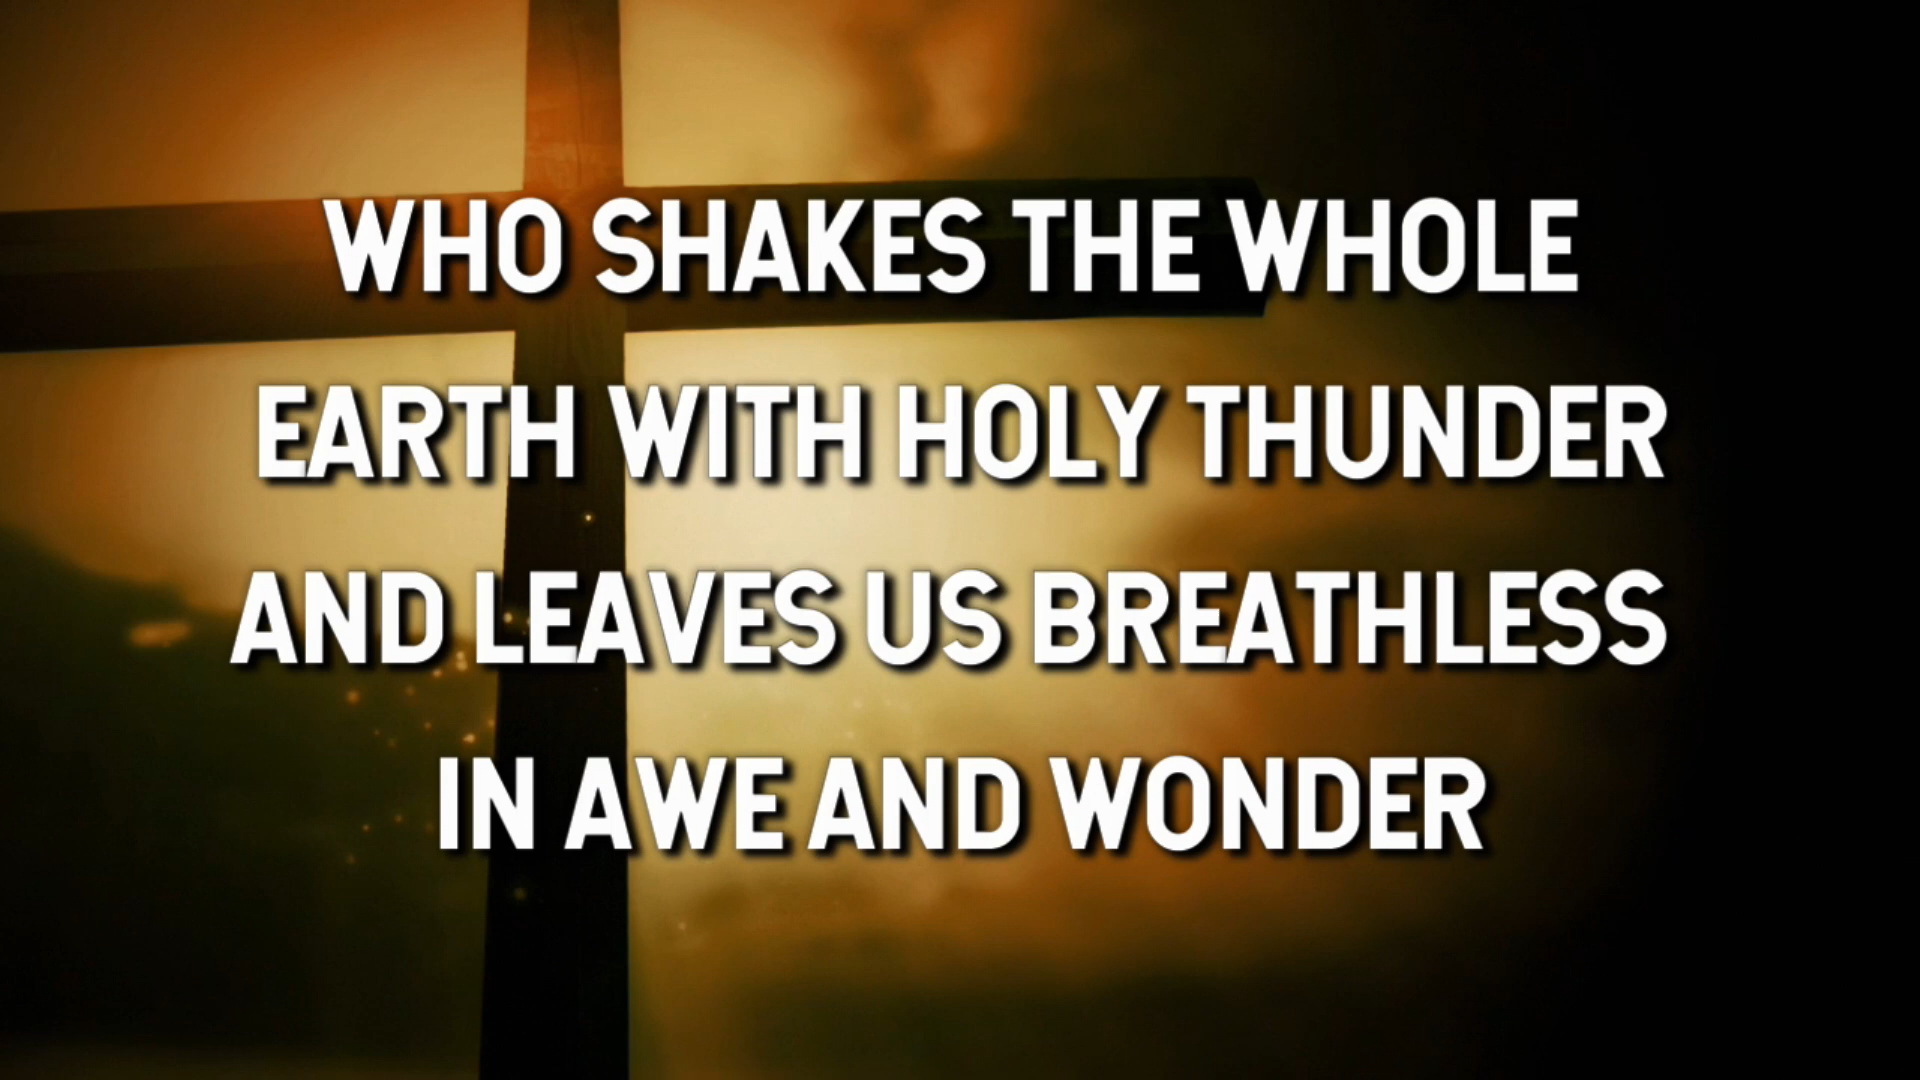 WHO SHAKES THE WHOLE
EARTH WITH HOLY THUNDER
AND LEAVES US BREATHLESS
IN AWE AND WONDER